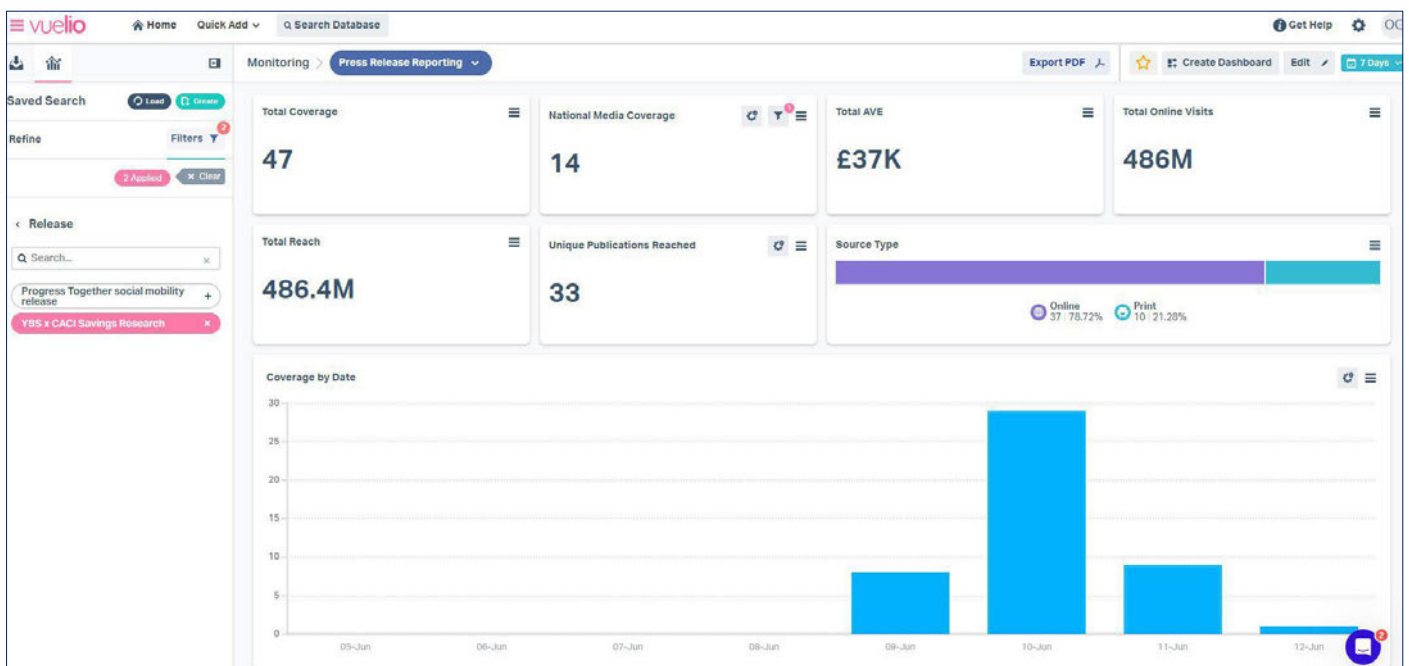 vuelio Home Quick Add Search Database Get Help OG
Monitoring > Press Release Reporting Export PDF Create Dashboard Edit 7 Days
Saved Search Load Create
Refine Filters 2
2 Applied × Clear
‹ Release
Search... ×
Progress Together social mobility
release +
YBS x CACI Savings Research ×
Total Coverage
47
National Media Coverage 1
14
Total AVE
£37K
Total Online Visits
486M
Total Reach
486.4M
Unique Publications Reached
33
Source Type
Online
37 | 78.72%
Print
10 | 21.28%
Coverage by Date
30
25
20
15
10
5
0
05-Jun 06-Jun 07-Jun 08-Jun 09-Jun 10-Jun 11-Jun 12-Jun
2